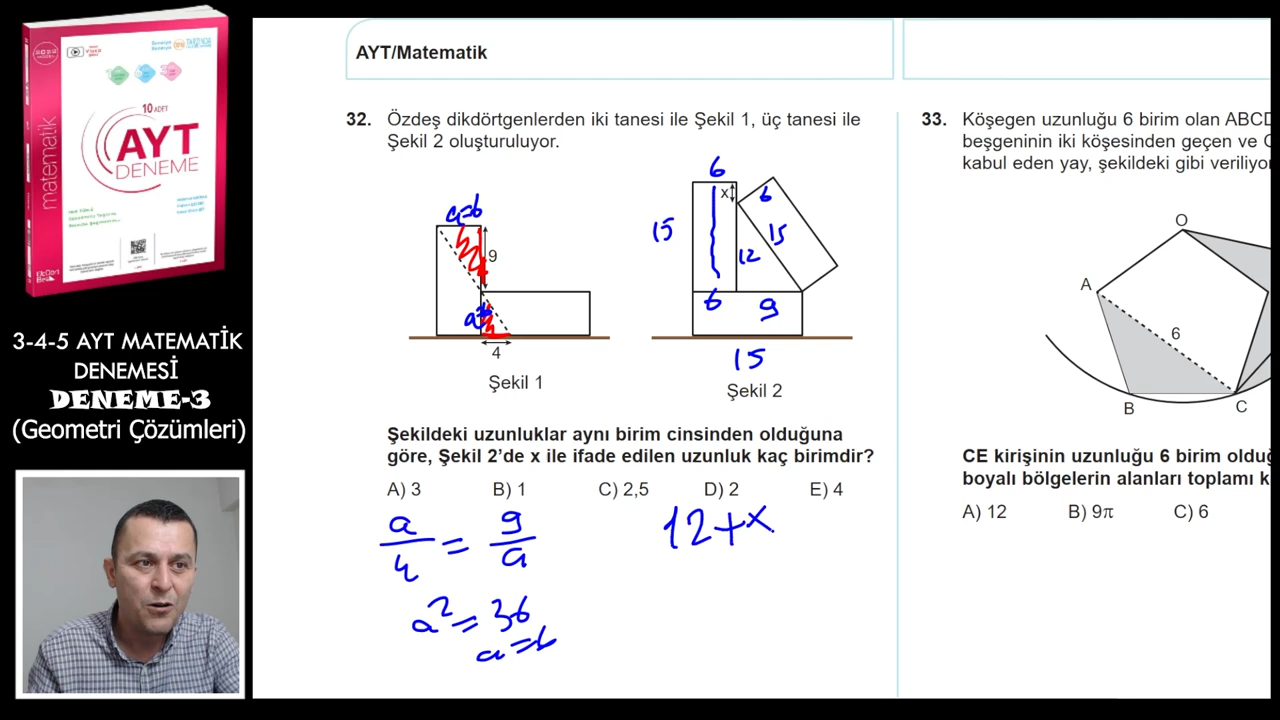 matematik
10 ADET
AYT
DENEME
3-4-5 AYT MATEMATİK
DENEMESİ
DENEME-3
(Geometri Çözümleri)
AYT/Matematik
32. Özdeş dikdörtgenlerden iki tanesi ile Şekil 1, üç tanesi ile
Şekil 2 oluşturuluyor.
a=6
9
a=6
4
Şekil 1
6
x
6
15
15
12
6
9
15
Şekil 2
Şekildeki uzunluklar aynı birim cinsinden olduğuna
göre, Şekil 2'de x ile ifade edilen uzunluk kaç birimdir?
A) 3 B) 1 C) 2,5 D) 2 E) 4
a/4 = 9/a
a² = 36
a = 6
12+x
33. Köşegen uzunluğu 6 birim olan ABCD
beşgeninin iki köşesinden geçen ve
kabul eden yay, şekildeki gibi veriliyo
O
A
6
B
C
CE kirişinin uzunluğu 6 birim olduğ
boyalı bölgelerin alanları toplamı k
A) 12 B) 9π C) 6